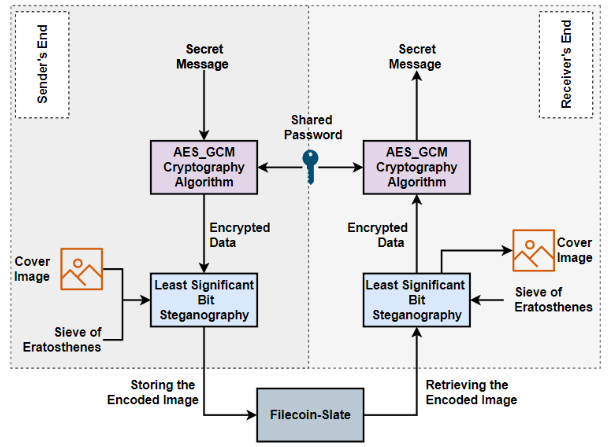 Sender's End
Receiver's End
Secret
Message
Secret
Message
Shared
Password
AES_GCM
Cryptography
Algorithm
AES_GCM
Cryptography
Algorithm
Encrypted
Data
Encrypted
Data
Cover
Image
Cover
Image
Least Significant
Bit
Steganography
Least Significant
Bit
Steganography
Sieve of
Eratosthenes
Sieve of
Eratosthenes
Storing the
Encoded Image
Filecoin-Slate
Retrieving the
Encoded Image